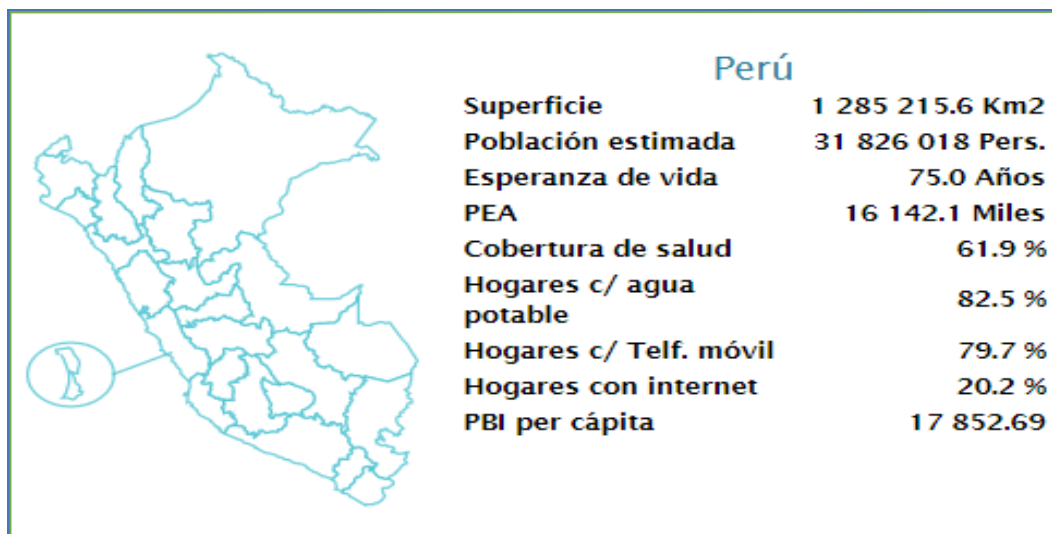 Perú
Superficie 1 285 215.6 Km2
Población estimada 31 826 018 Pers.
Esperanza de vida 75.0 Años
PEA 16 142.1 Miles
Cobertura de salud 61.9 %
Hogares c/ agua
potable 82.5 %
Hogares c/ Telf. móvil 79.7 %
Hogares con internet 20.2 %
PBI per cápita 17 852.69